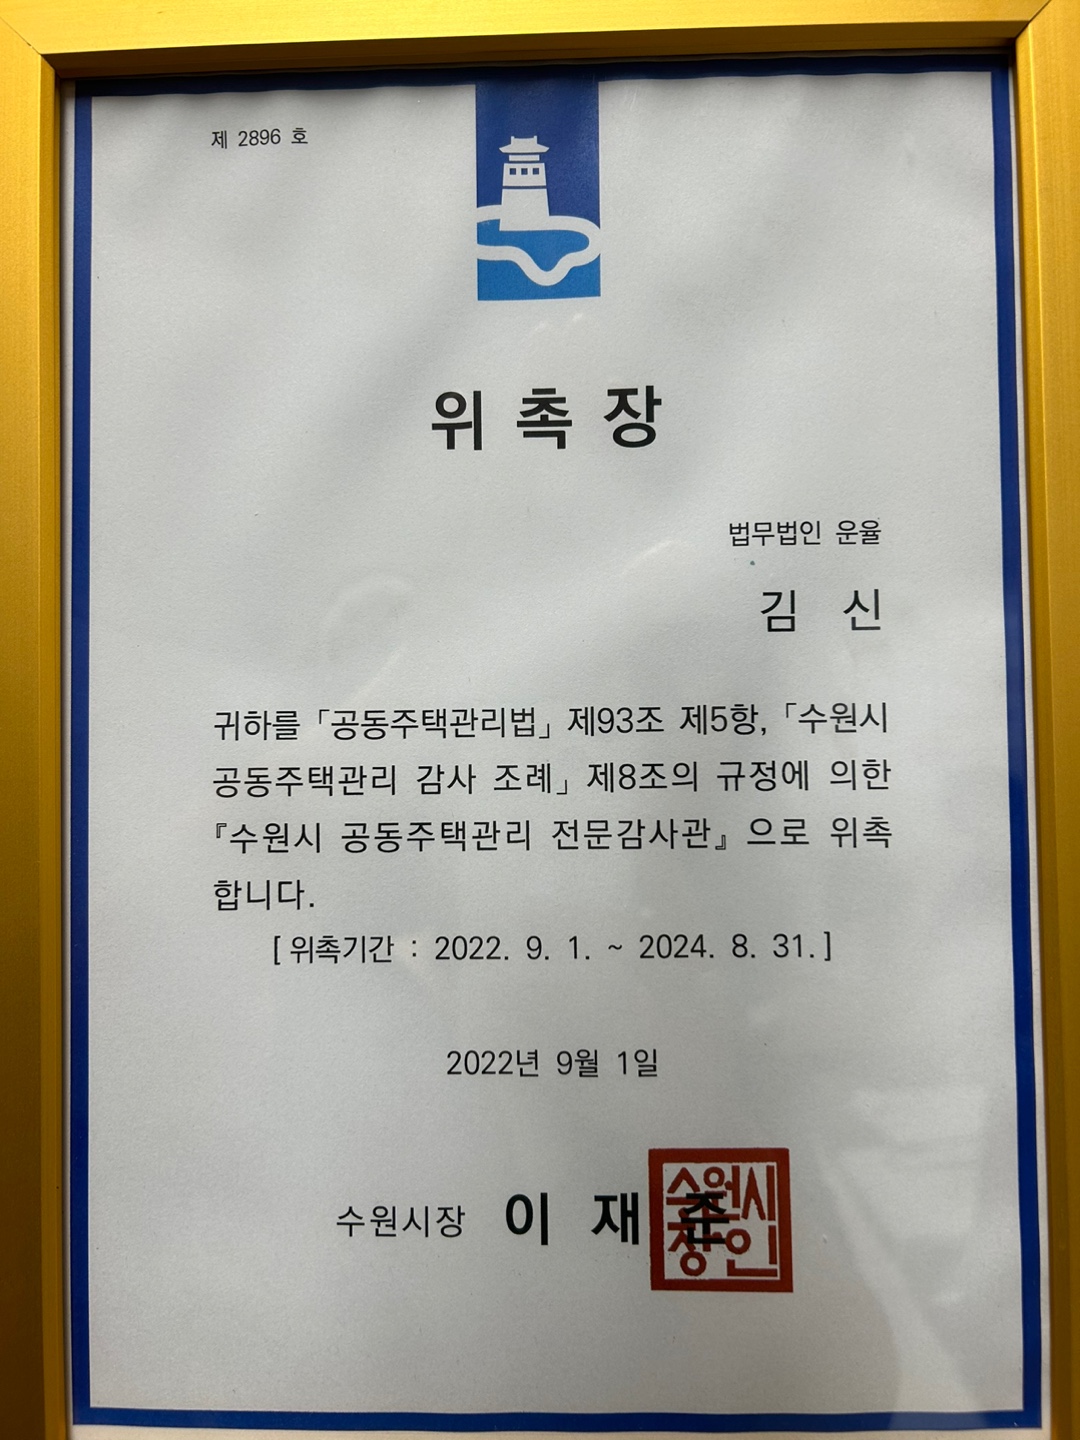 제 2896 호
위 촉 장
법무법인 운율
김 신
귀하를 「공동주택관리법」 제93조 제5항, 「수원시
공동주택관리 감사 조례」 제8조의 규정에 의한
『수원시 공동주택관리 전문감사관』 으로 위촉
합니다.
[ 위촉기간 : 2022. 9. 1. ~ 2024. 8. 31. ]
2022년 9월 1일
수원시장 이 재 준
수원시
장인